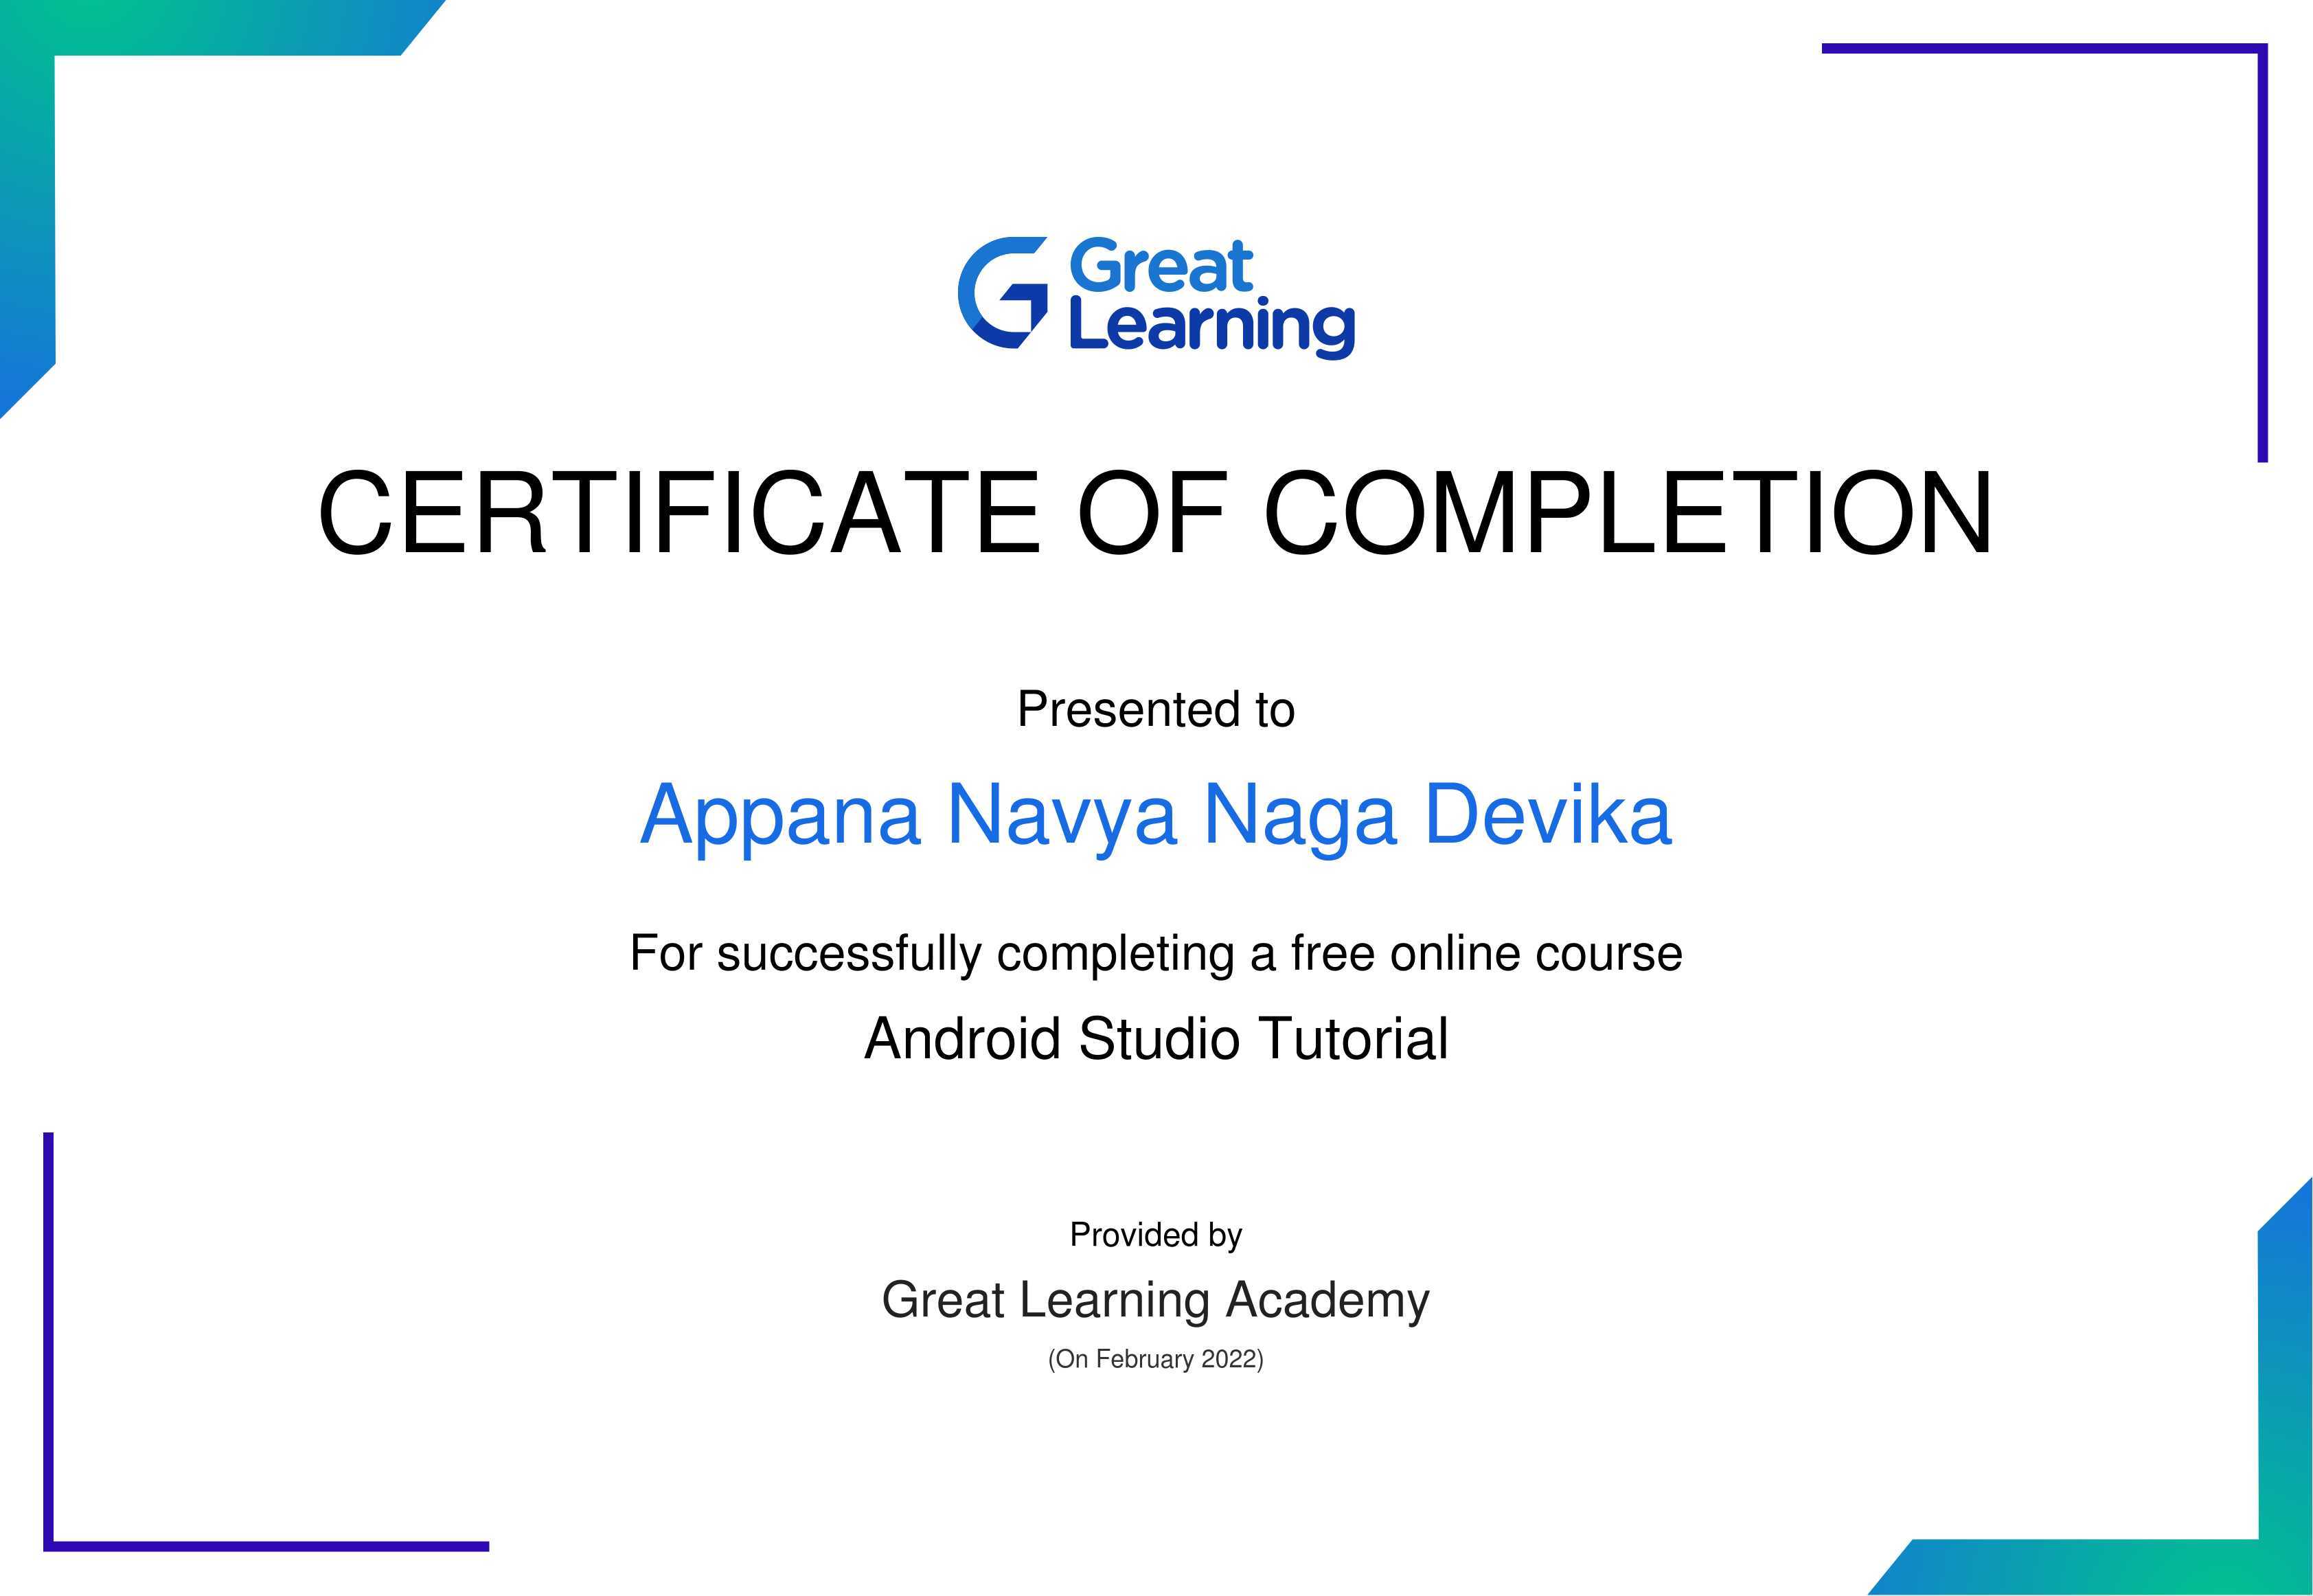 Great
Learning
CERTIFICATE OF COMPLETION
Presented to
Appana Navya Naga Devika
For successfully completing a free online course
Android Studio Tutorial
Provided by
Great Learning Academy
(On February 2022)